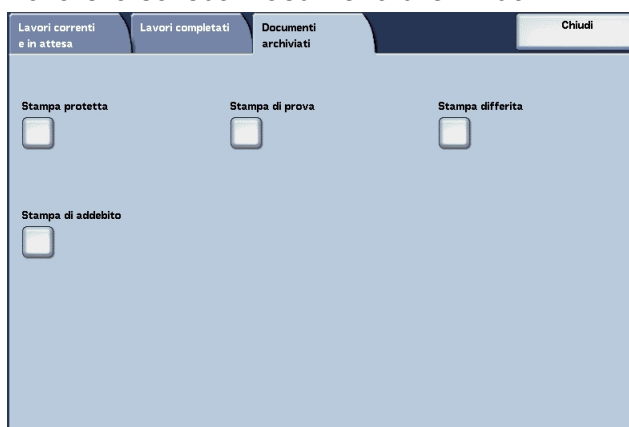 Lavori correnti
e in attesa
Lavori completati
Documenti
archiviati
Chiudi
Stampa protetta
Stampa di prova
Stampa differita
Stampa di addebito